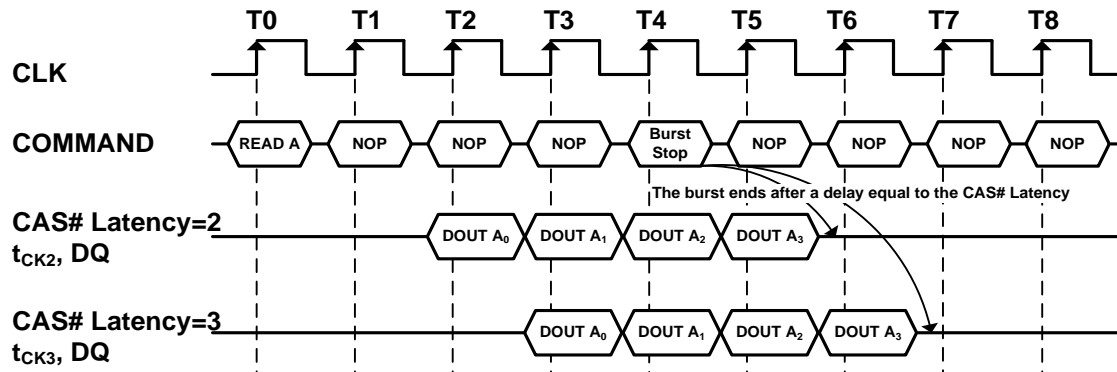 T0 T1 T2 T3 T4 T5 T6 T7 T8
CLK
COMMAND
READ A NOP NOP NOP Burst Stop NOP NOP NOP NOP
The burst ends after a delay equal to the CAS# Latency
CAS# Latency=2
tCK2, DQ
DOUT A0 DOUT A1 DOUT A2 DOUT A3
CAS# Latency=3
tCK3, DQ
DOUT A0 DOUT A1 DOUT A2 DOUT A3